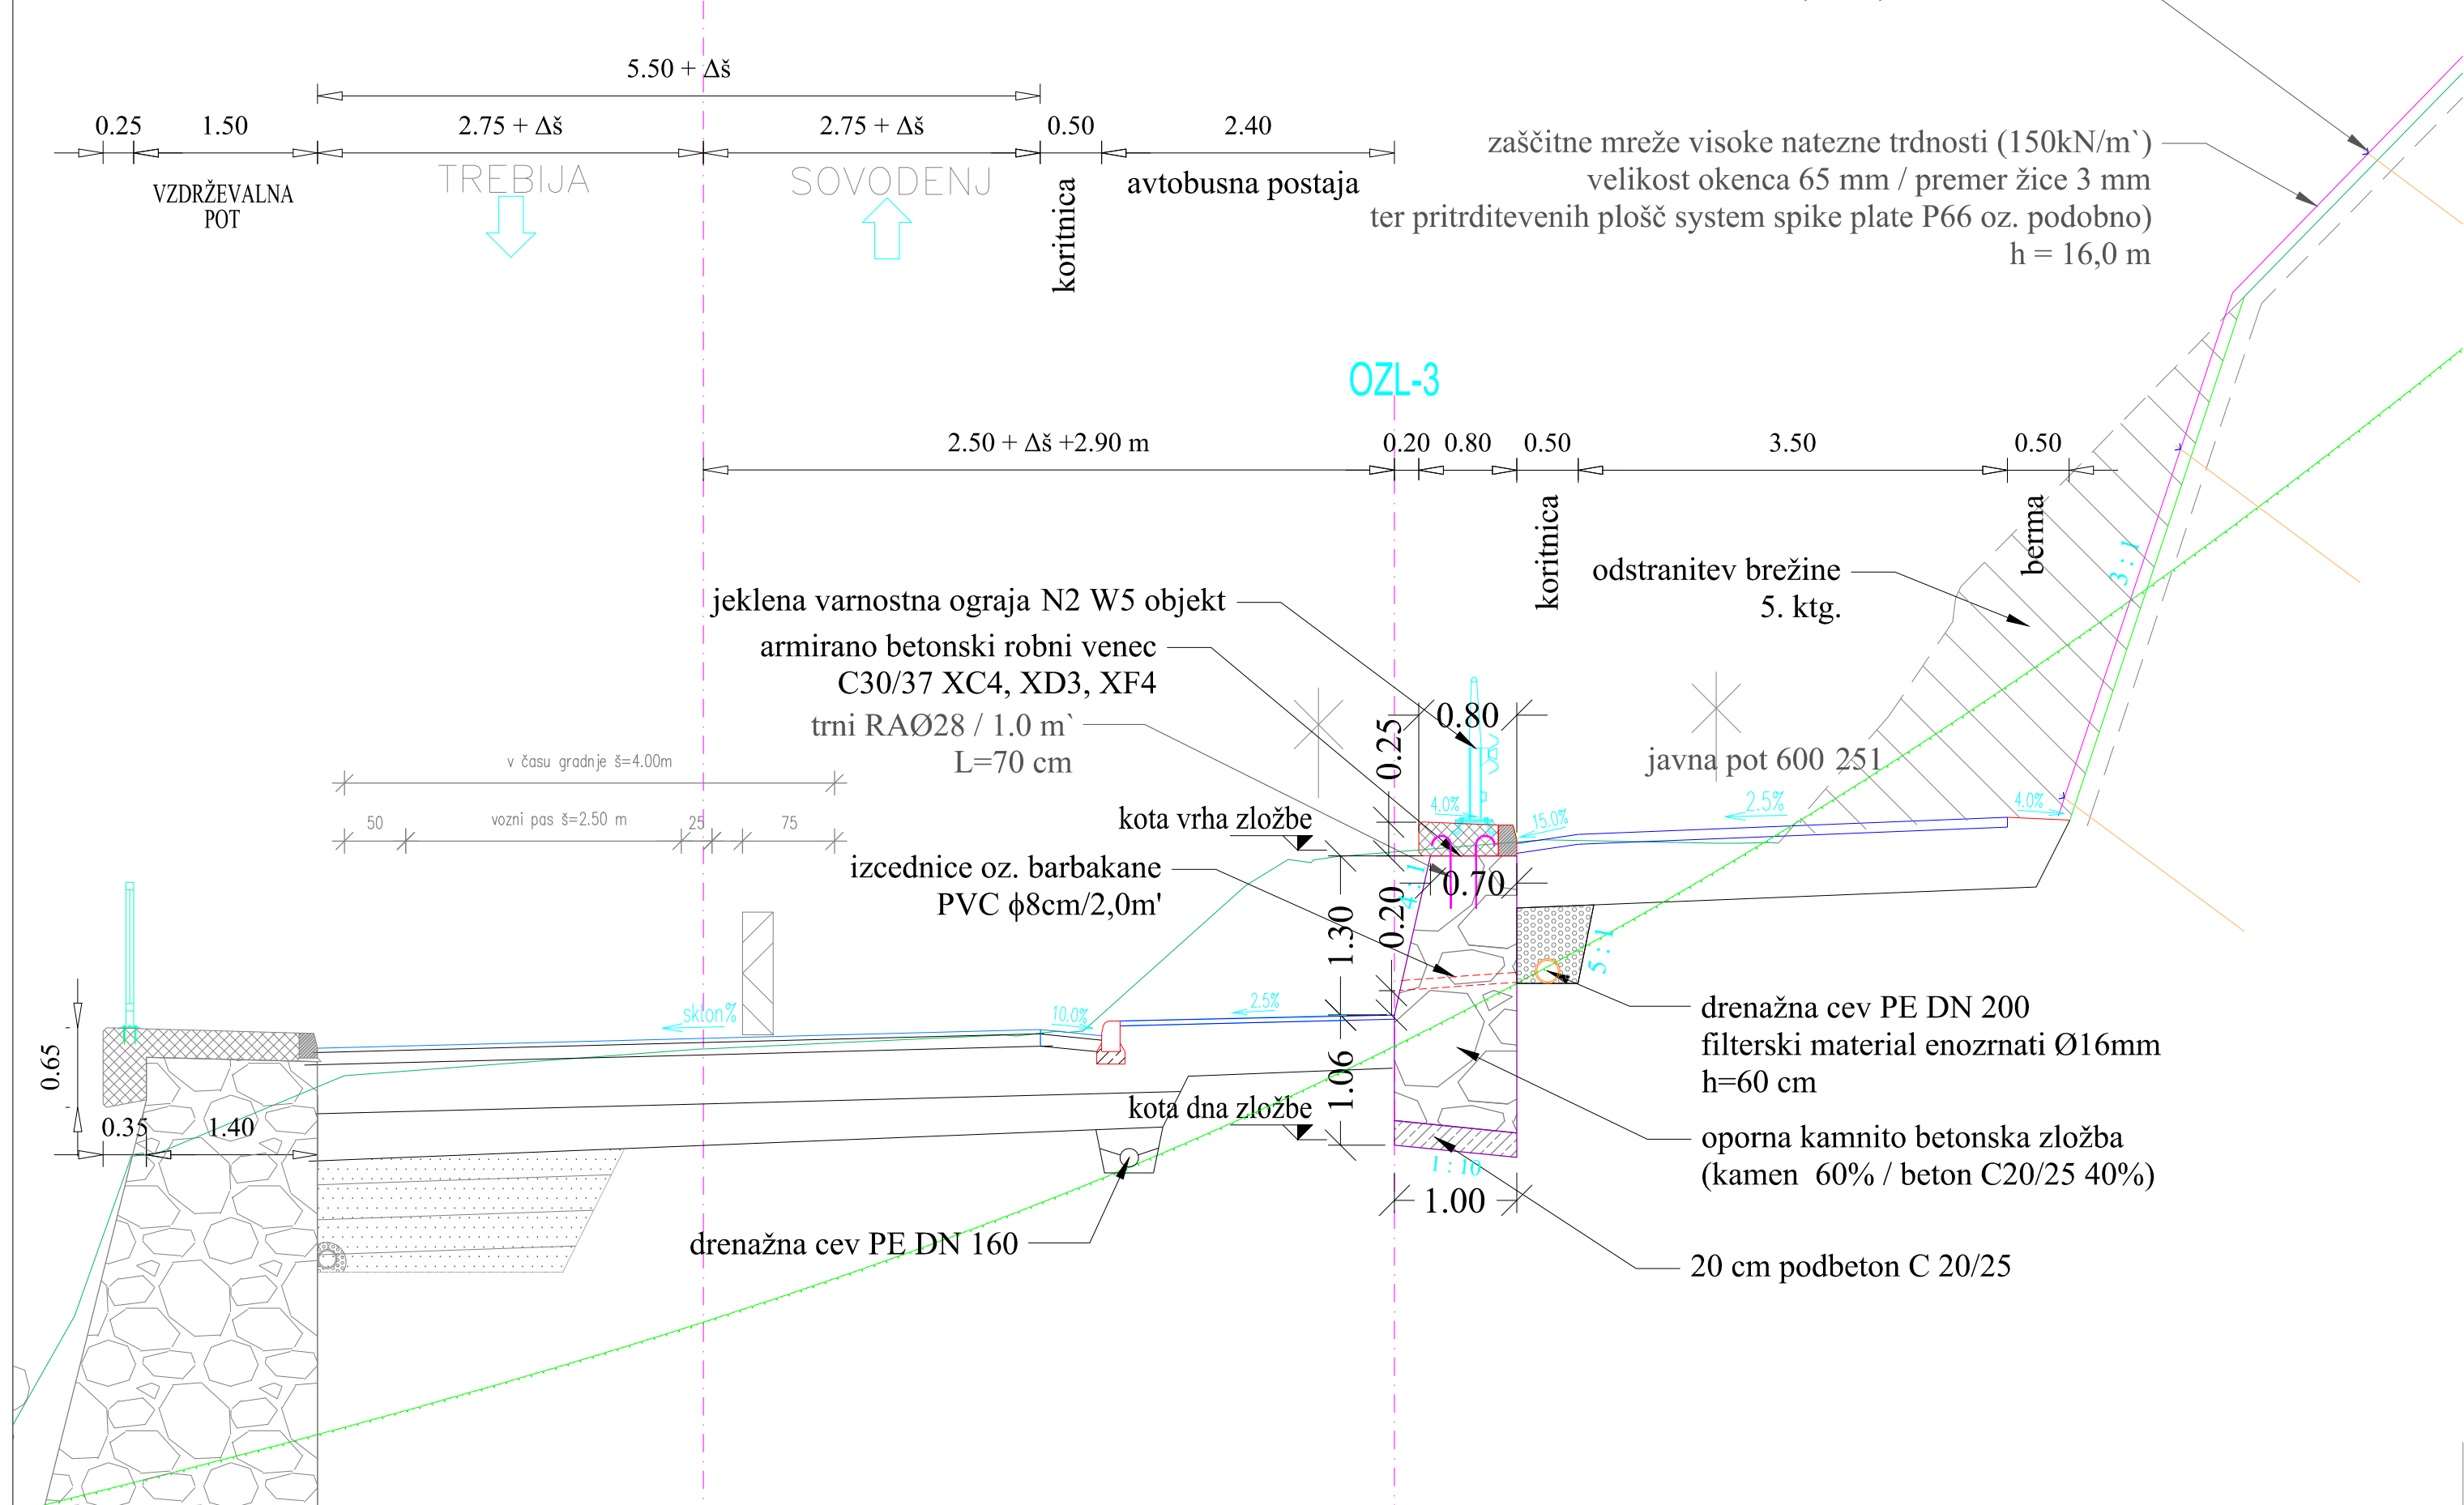 5.50 + Δš
0.25
1.50
2.75 + Δš
2.75 + Δš
0.50
2.40
VZDRŽEVALNA
POT
TREBIJA
SOVODENJ
koritnica
avtobusna postaja
zaščitne mreže visoke natezne trdnosti (150kN/m`)
velikost okenca 65 mm / premer žice 3 mm
ter pritrditevenih plošč system spike plate P66 oz. podobno)
h = 16,0 m
OZL-3
2.50 + Δš +2.90 m
0.20
0.80
0.50
3.50
0.50
koritnica
berma
3 : 1
odstranitev brežine
5. ktg.
jeklena varnostna ograja N2 W5 objekt
armirano betonski robni venec
C30/37 XC4, XD3, XF4
trni RAØ28 / 1.0 m`
L=70 cm
0.25
0.80
javna pot 600 251
v času gradnje š=4.00m
50
vozni pas š=2.50 m
25
75
kota vrha zložbe
4.0%
15.0%
2.5%
4.0%
izcednice oz. barbakane
PVC ϕ8cm/2,0m'
4 : 1
0.70
1.30
0.20
5 : 1
sklon%
10.0%
2.5%
0.65
0.35
1.40
kota dna zložbe
1.06
1 : 10
1.00
drenažna cev PE DN 200
filterski material enozrnati Ø16mm
h=60 cm
oporna kamnito betonska zložba
(kamen  60% / beton C20/25 40%)
drenažna cev PE DN 160
20 cm podbeton C 20/25